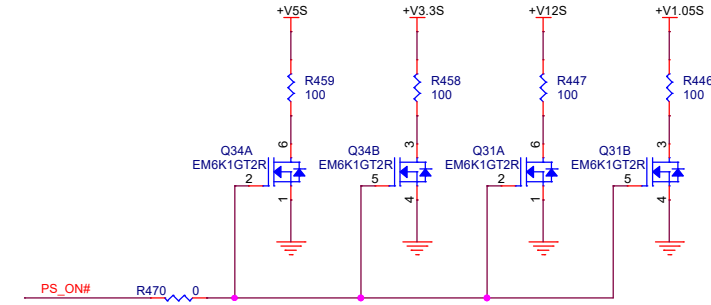 +V5S +V3.3S +V12S +V1.05S
R459 R458 R447 R446
100 100 100 100
Q34A 6 Q34B 3 Q31A 6 Q31B 3
EM6K1GT2R EM6K1GT2R EM6K1GT2R EM6K1GT2R
2 5 2 5
1 4 1 4
PS_ON# R470 0